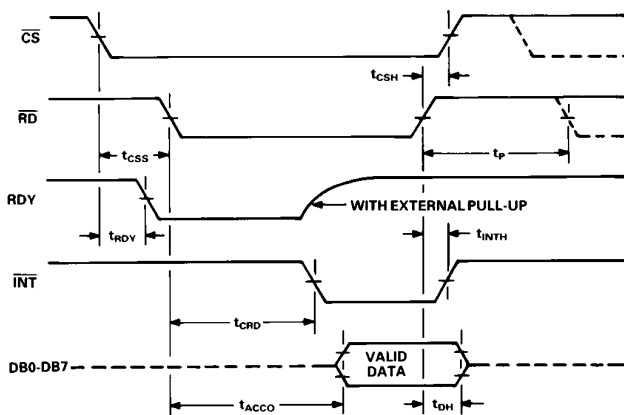 CS
tCSH
RD
tCSS
tP
RDY
WITH EXTERNAL PULL-UP
tRDY
tINTH
INT
tCRD
DB0-DB7
VALID
DATA
tACCO
tDH